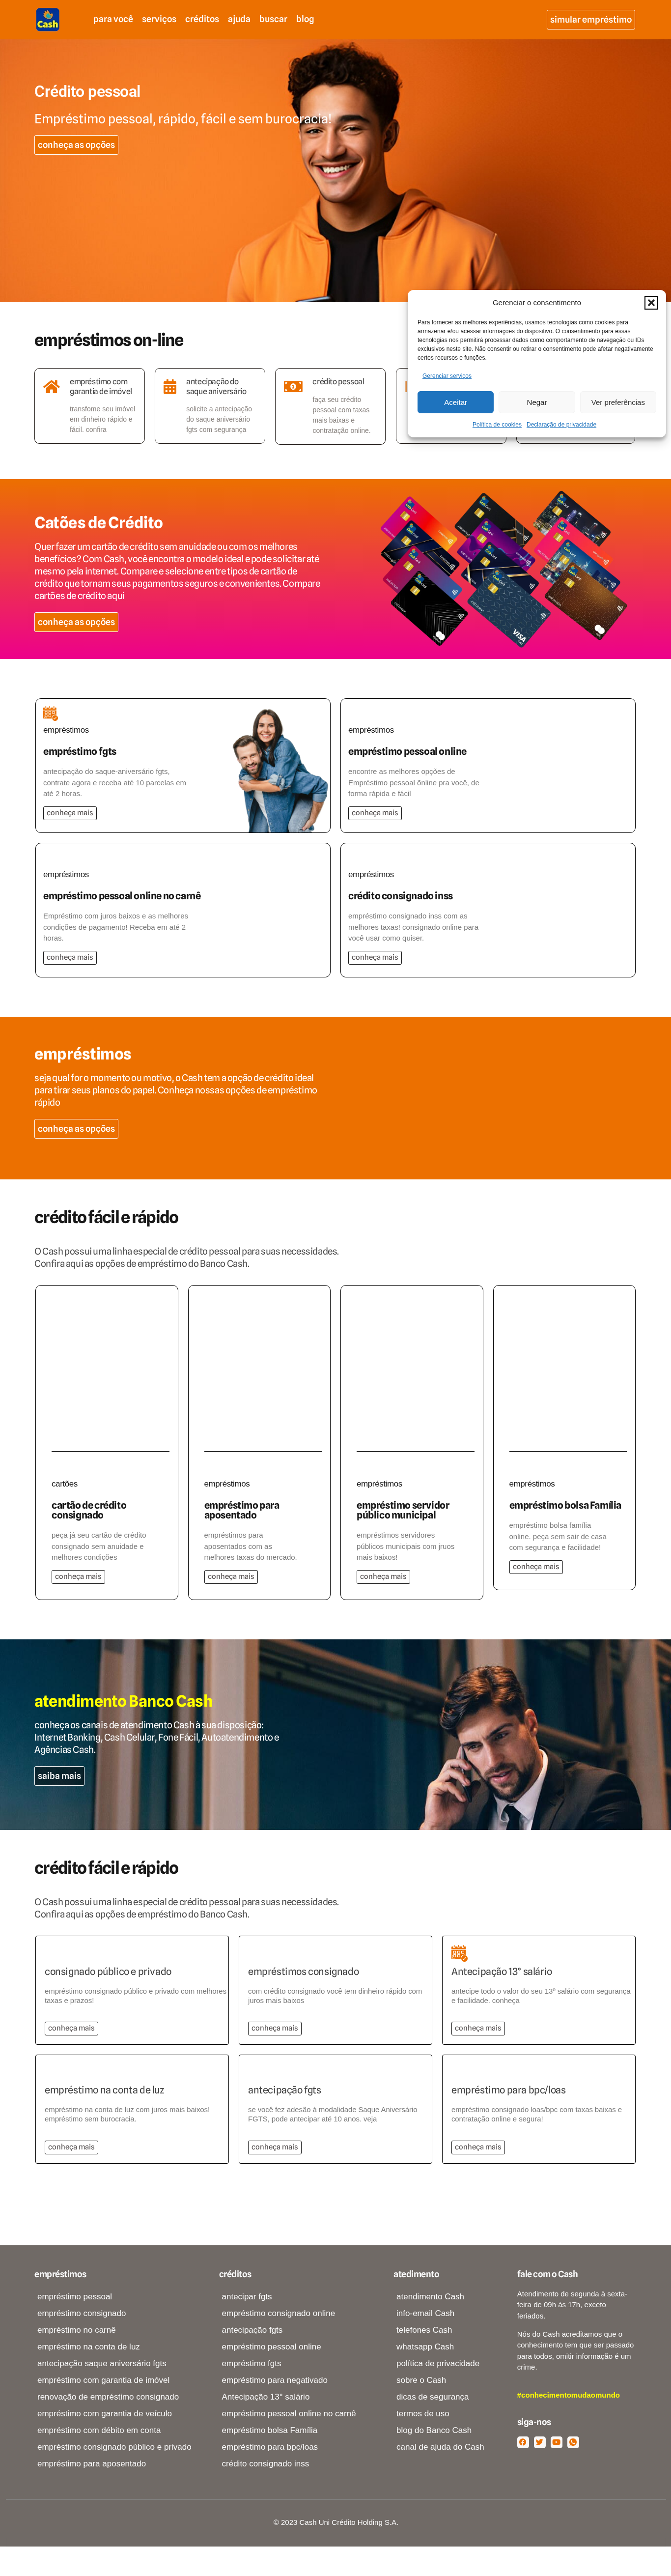 Cash
para você
serviços
créditos
ajuda
buscar
blog
simular empréstimo
Crédito pessoal
Empréstimo pessoal, rápido, fácil e sem burocracia!
conheça as opções
Gerenciar o consentimento
Para fornecer as melhores experiências, usamos tecnologias como cookies para
armazenar e/ou acessar informações do dispositivo. O consentimento para essas
tecnologias nos permitirá processar dados como comportamento de navegação ou IDs
exclusivos neste site. Não consentir ou retirar o consentimento pode afetar negativamente
certos recursos e funções.
Gerenciar serviços
Aceitar
Negar
Ver preferências
Política de cookies
Declaração de privacidade
empréstimos on-line
empréstimo com
garantia de imóvel
transfome seu imóvel
em dinheiro rápido e
fácil. confira
antecipação do
saque aniversário
solicite a antecipação
do saque aniversário
fgts com segurança
crédito pessoal
faça seu crédito
pessoal com taxas
mais baixas e
contratação online.
Catões de Crédito
Quer fazer um cartão de crédito sem anuidade ou com os melhores
benefícios? Com Cash, você encontra o modelo ideal e pode solicitar até
mesmo pela internet. Compare e selecione entre tipos de cartão de
crédito que tornam seus pagamentos seguros e convenientes. Compare
cartões de crédito aqui
conheça as opções
VISA
empréstimos
empréstimo fgts
antecipação do saque-aniversário fgts,
contrate agora e receba até 10 parcelas em
até 2 horas.
conheça mais
empréstimos
empréstimo pessoal online
encontre as melhores opções de
Empréstimo pessoal ônline pra você, de
forma rápida e fácil
conheça mais
empréstimos
empréstimo pessoal online no carnê
Empréstimo com juros baixos e as melhores
condições de pagamento! Receba em até 2
horas.
conheça mais
empréstimos
crédito consignado inss
empréstimo consignado inss com as
melhores taxas! consignado online para
você usar como quiser.
conheça mais
empréstimos
seja qual for o momento ou motivo, o Cash tem a opção de crédito ideal
para tirar seus planos do papel. Conheça nossas opções de empréstimo
rápido
conheça as opções
crédito fácil e rápido
O Cash possui uma linha especial de crédito pessoal para suas necessidades.
Confira aqui as opções de empréstimo do Banco Cash.
cartões
cartão de crédito
consignado
peça já seu cartão de crédito
consignado sem anuidade e
melhores condições
conheça mais
empréstimos
empréstimo para
aposentado
empréstimos para
aposentados com as
melhores taxas do mercado.
conheça mais
empréstimos
empréstimo servidor
público municipal
empréstimos servidores
públicos municipais com jruos
mais baixos!
conheça mais
empréstimos
empréstimo bolsa Família
empréstimo bolsa família
online. peça sem sair de casa
com segurança e facilidade!
conheça mais
atendimento Banco Cash
conheça os canais de atendimento Cash à sua disposição:
Internet Banking, Cash Celular, Fone Fácil, Autoatendimento e
Agências Cash.
saiba mais
crédito fácil e rápido
O Cash possui uma linha especial de crédito pessoal para suas necessidades.
Confira aqui as opções de empréstimo do Banco Cash.
consignado público e privado
empréstimo consignado público e privado com melhores
taxas e prazos!
conheça mais
empréstimos consignado
com crédito consignado você tem dinheiro rápido com
juros mais baixos
conheça mais
Antecipação 13° salário
antecipe todo o valor do seu 13º salário com segurança
e facilidade. conheça
conheça mais
empréstimo na conta de luz
empréstimo na conta de luz com juros mais baixos!
empréstimo sem burocracia.
conheça mais
antecipação fgts
se você fez adesão à modalidade Saque Aniversário
FGTS, pode antecipar até 10 anos. veja
conheça mais
empréstimo para bpc/loas
empréstimo consignado loas/bpc com taxas baixas e
contratação online e segura!
conheça mais
empréstimos
empréstimo pessoal
empréstimo consignado
empréstimo no carnê
empréstimo na conta de luz
antecipação saque aniversário fgts
empréstimo com garantia de imóvel
renovação de empréstimo consignado
empréstimo com garantia de veículo
empréstimo com débito em conta
empréstimo consignado público e privado
empréstimo para aposentado
créditos
antecipar fgts
empréstimo consignado online
antecipação fgts
empréstimo pessoal online
empréstimo fgts
empréstimo para negativado
Antecipação 13° salário
empréstimo pessoal online no carnê
empréstimo bolsa Família
empréstimo para bpc/loas
crédito consignado inss
atedimento
atendimento Cash
info-email Cash
telefones Cash
whatsapp Cash
política de privacidade
sobre o Cash
dicas de segurança
termos de uso
blog do Banco Cash
canal de ajuda do Cash
fale com o Cash
Atendimento de segunda à sexta-
feira de 09h às 17h, exceto
feriados.
Nós do Cash acreditamos que o
conhecimento tem que ser passado
para todos, omitir informação é um
crime.
#conhecimentomudaomundo
siga-nos
© 2023 Cash Uni Crédito Holding S.A.